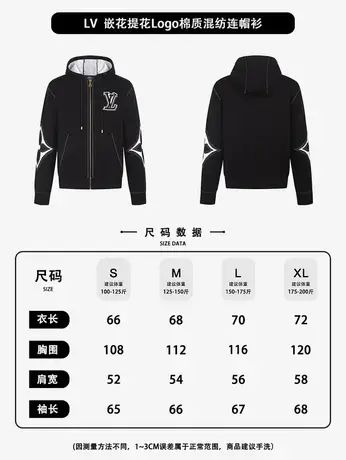 LV 嵌花提花Logo棉质混纺连帽衫
LV
尺码数据
SIZE DATA
尺码 S M L XL
SIZE 建议体重 建议体重 建议体重 建议体重
100-125斤 125-150斤 150-175斤 175-200斤
衣长 66 68 70 72
胸围 108 112 116 120
肩宽 52 54 56 58
袖长 65 66 67 68
(因测量方法不同，1~3CM误差属于正常范围，商品建议手洗)